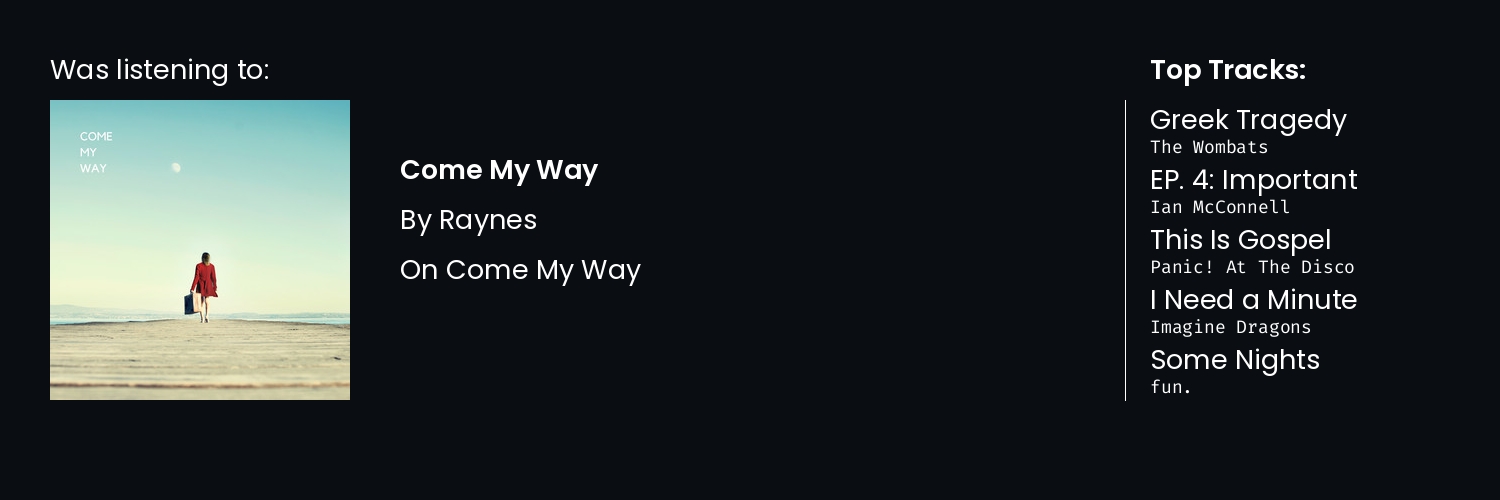 Was listening to:
COME
MY
WAY
Come My Way
By Raynes
On Come My Way
Top Tracks:
Greek Tragedy
The Wombats
EP. 4: Important
Ian McConnell
This Is Gospel
Panic! At The Disco
I Need a Minute
Imagine Dragons
Some Nights
fun.